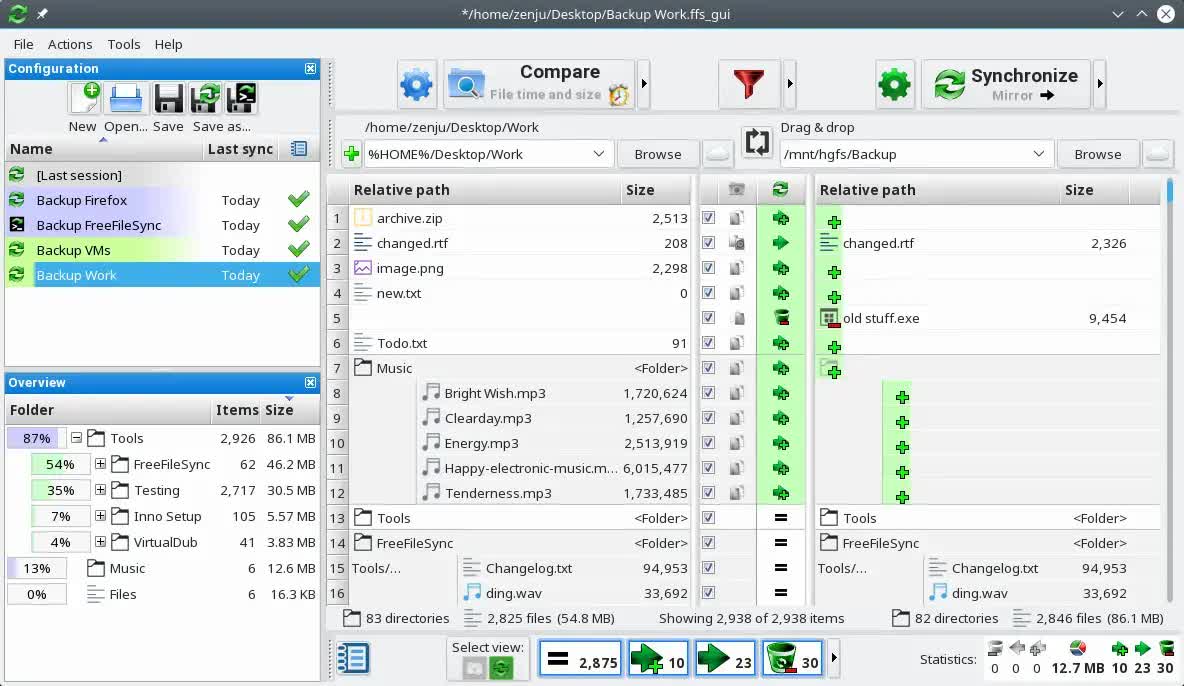 */home/zenju/Desktop/Backup Work.ffs_gui
File Actions Tools Help
Configuration
New Open... Save Save as...
Name Last sync
[Last session]
Backup Firefox Today
Backup FreeFileSync Today
Backup VMs Today
Backup Work Today
Overview
Folder Items Size
87% Tools 2,926 86.1 MB
54% FreeFileSync 62 46.2 MB
35% Testing 2,717 30.5 MB
7% Inno Setup 105 5.57 MB
4% VirtualDub 41 3.83 MB
13% Music 6 12.6 MB
0% Files 6 16.3 KB
Compare
File time and size
Synchronize
Mirror
/home/zenju/Desktop/Work
%HOME%/Desktop/Work Browse
Drag & drop
/mnt/hgfs/Backup Browse
Relative path Size Relative path Size
1 archive.zip 2,513
2 changed.rtf 208 changed.rtf 2,326
3 image.png 2,298
4 new.txt 0
5 old stuff.exe 9,454
6 Todo.txt 91
7 Music <Folder>
8 Bright Wish.mp3 1,720,624
9 Clearday.mp3 1,257,690
10 Energy.mp3 2,513,919
11 Happy-electronic-music.m... 6,015,477
12 Tenderness.mp3 1,733,485
13 Tools <Folder> = Tools <Folder>
14 FreeFileSync <Folder> = FreeFileSync <Folder>
15 Tools/... Changelog.txt 94,953 = Tools/... Changelog.txt 94,953
16 ding.wav 33,692 = ding.wav 33,692
83 directories 2,825 files (54.8 MB) Showing 2,938 of 2,938 items 82 directories 2,846 files (86.1 MB)
Select view:
= 2,875 10 23 30
Statistics:
0 0 0 12.7 MB 10 23 30